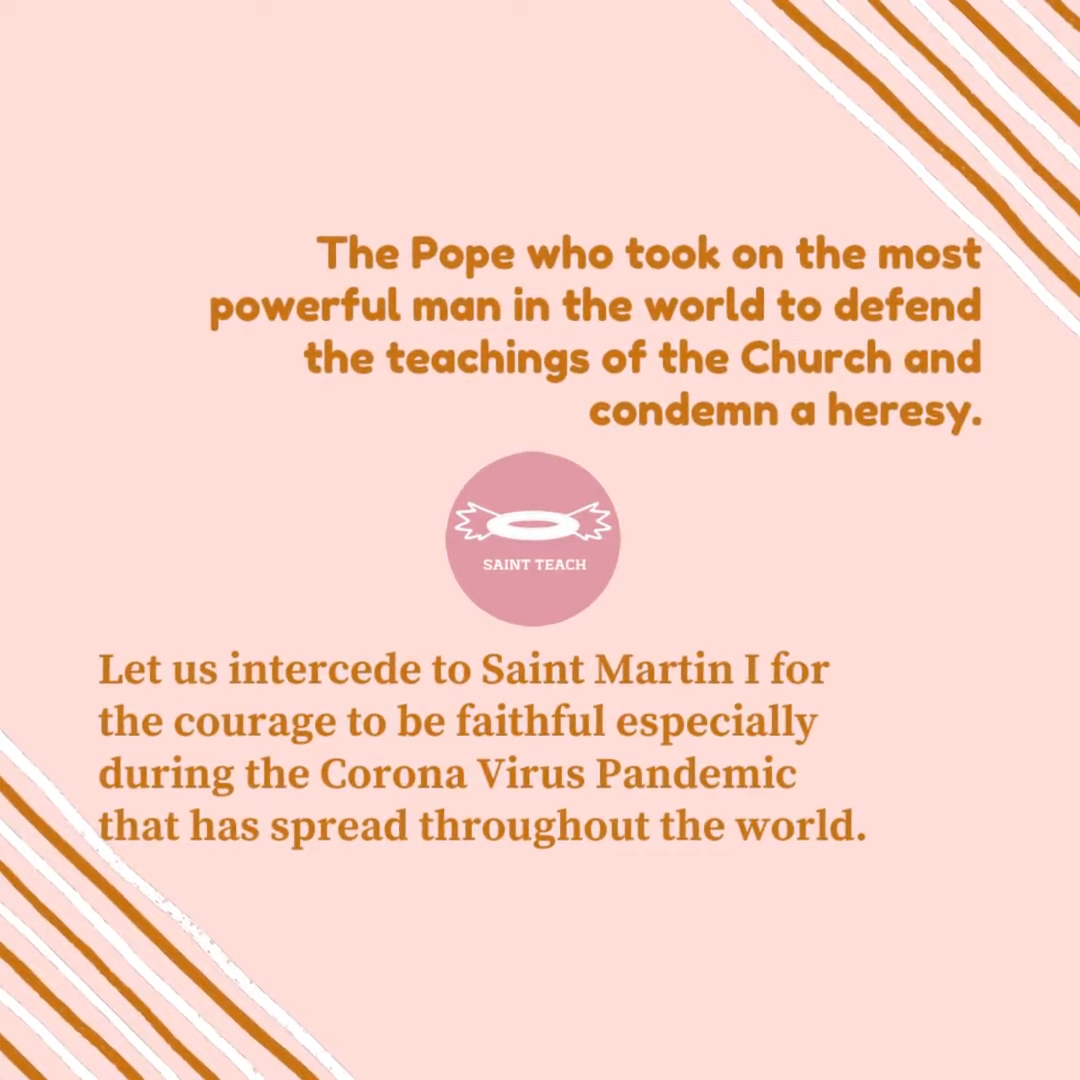 The Pope who took on the most
powerful man in the world to defend
the teachings of the Church and
condemn a heresy.
SAINT TEACH
Let us intercede to Saint Martin I for
the courage to be faithful especially
during the Corona Virus Pandemic
that has spread throughout the world.